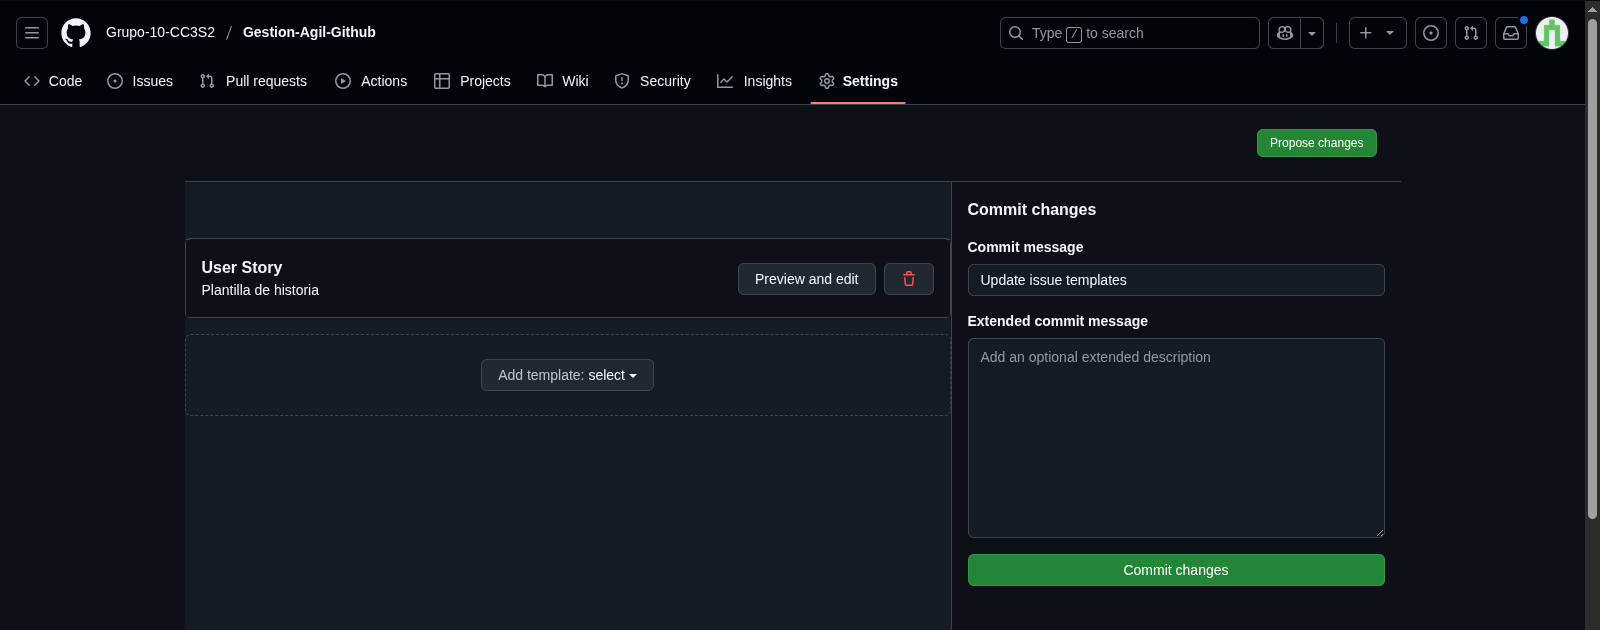 Grupo-10-CC3S2 / Gestion-Agil-Github
Type / to search
Code Issues Pull requests Actions Projects Wiki Security Insights Settings
Propose changes
User Story
Plantilla de historia
Preview and edit
Add template: select
Commit changes
Commit message
Update issue templates
Extended commit message
Add an optional extended description
Commit changes